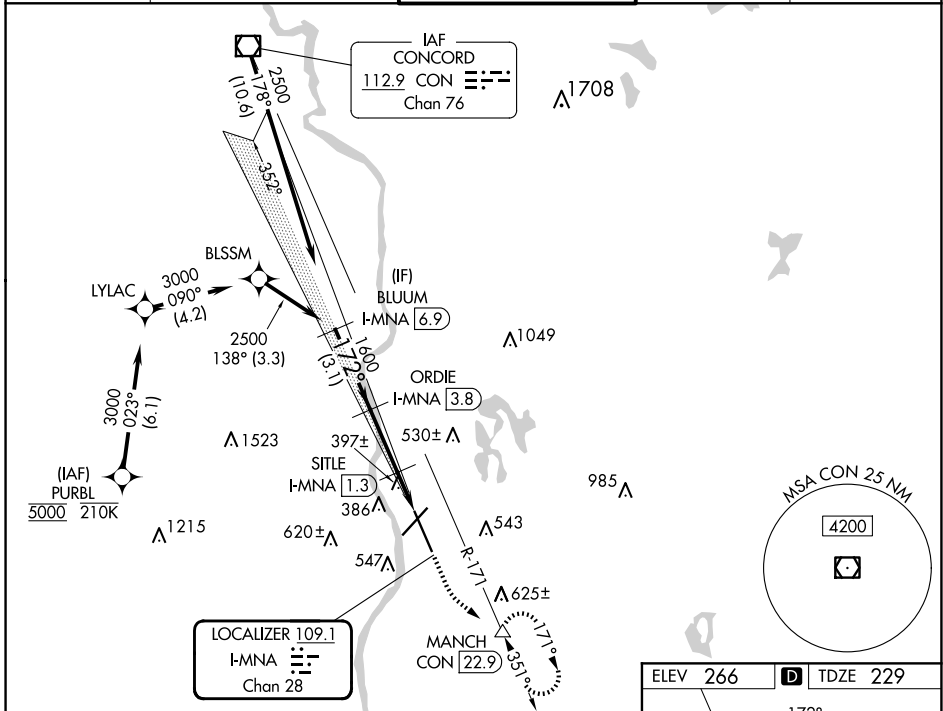 IAF
CONCORD
112.9 CON
Chan 76
2500
178°
(10.6)
1708
352°
BLSSM
LYLAC
3000
090°
(4.2)
(IF)
BLUUM
I-MNA 6.9
2500
138° (3.3)
1049
1600
172°
(3.1)
ORDIE
I-MNA 3.8
3000
023°
(6.1)
1523
397±
530±
SITLE
I-MNA 1.3
(IAF)
PURBL
5000 210K
985
MSA CON 25 NM
4200
386
1215
620±
543
547
R-171
625±
LOCALIZER 109.1
I-MNA
Chan 28
MANCH
CON 22.9
171°
351°
ELEV 266 D TDZE 229